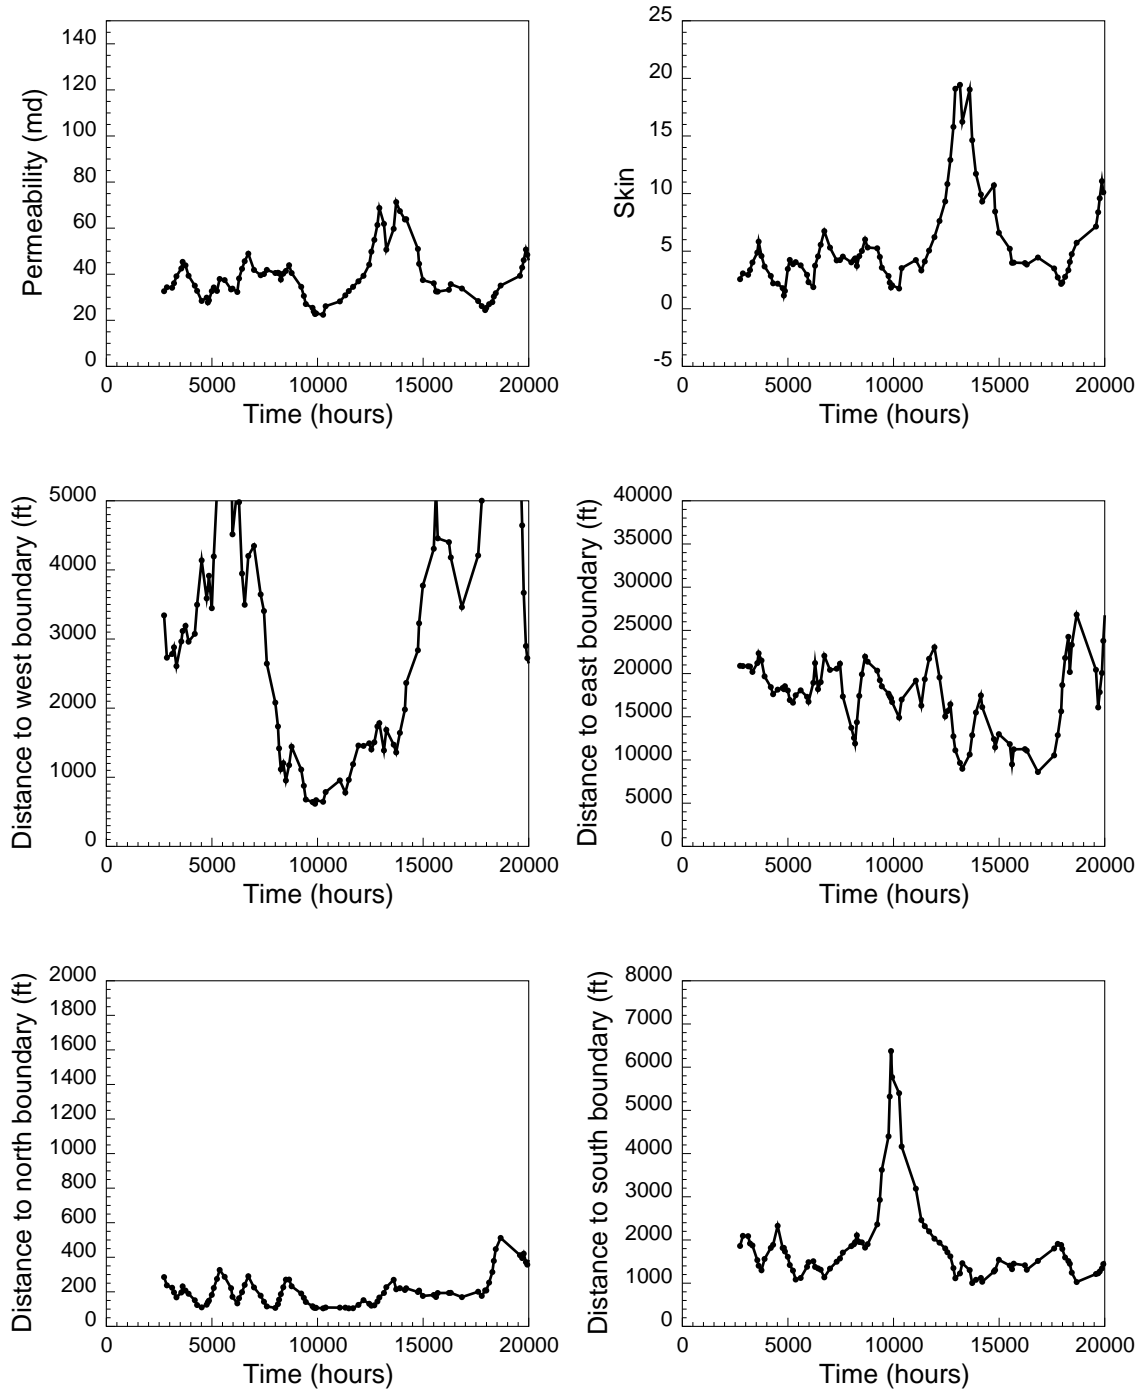 Permeability (md)
140
120
100
80
60
40
20
0
0 5000 10000 15000 20000
Time (hours)
Skin
25
20
15
10
5
0
-5
0 5000 10000 15000 20000
Time (hours)
Distance to west boundary (ft)
5000
4000
3000
2000
1000
0
0 5000 10000 15000 20000
Time (hours)
Distance to east boundary (ft)
40000
35000
30000
25000
20000
15000
10000
5000
0
0 5000 10000 15000 20000
Time (hours)
Distance to north boundary (ft)
2000
1800
1600
1400
1200
1000
800
600
400
200
0
0 5000 10000 15000 20000
Time (hours)
Distance to south boundary (ft)
8000
7000
6000
5000
4000
3000
2000
1000
0
0 5000 10000 15000 20000
Time (hours)